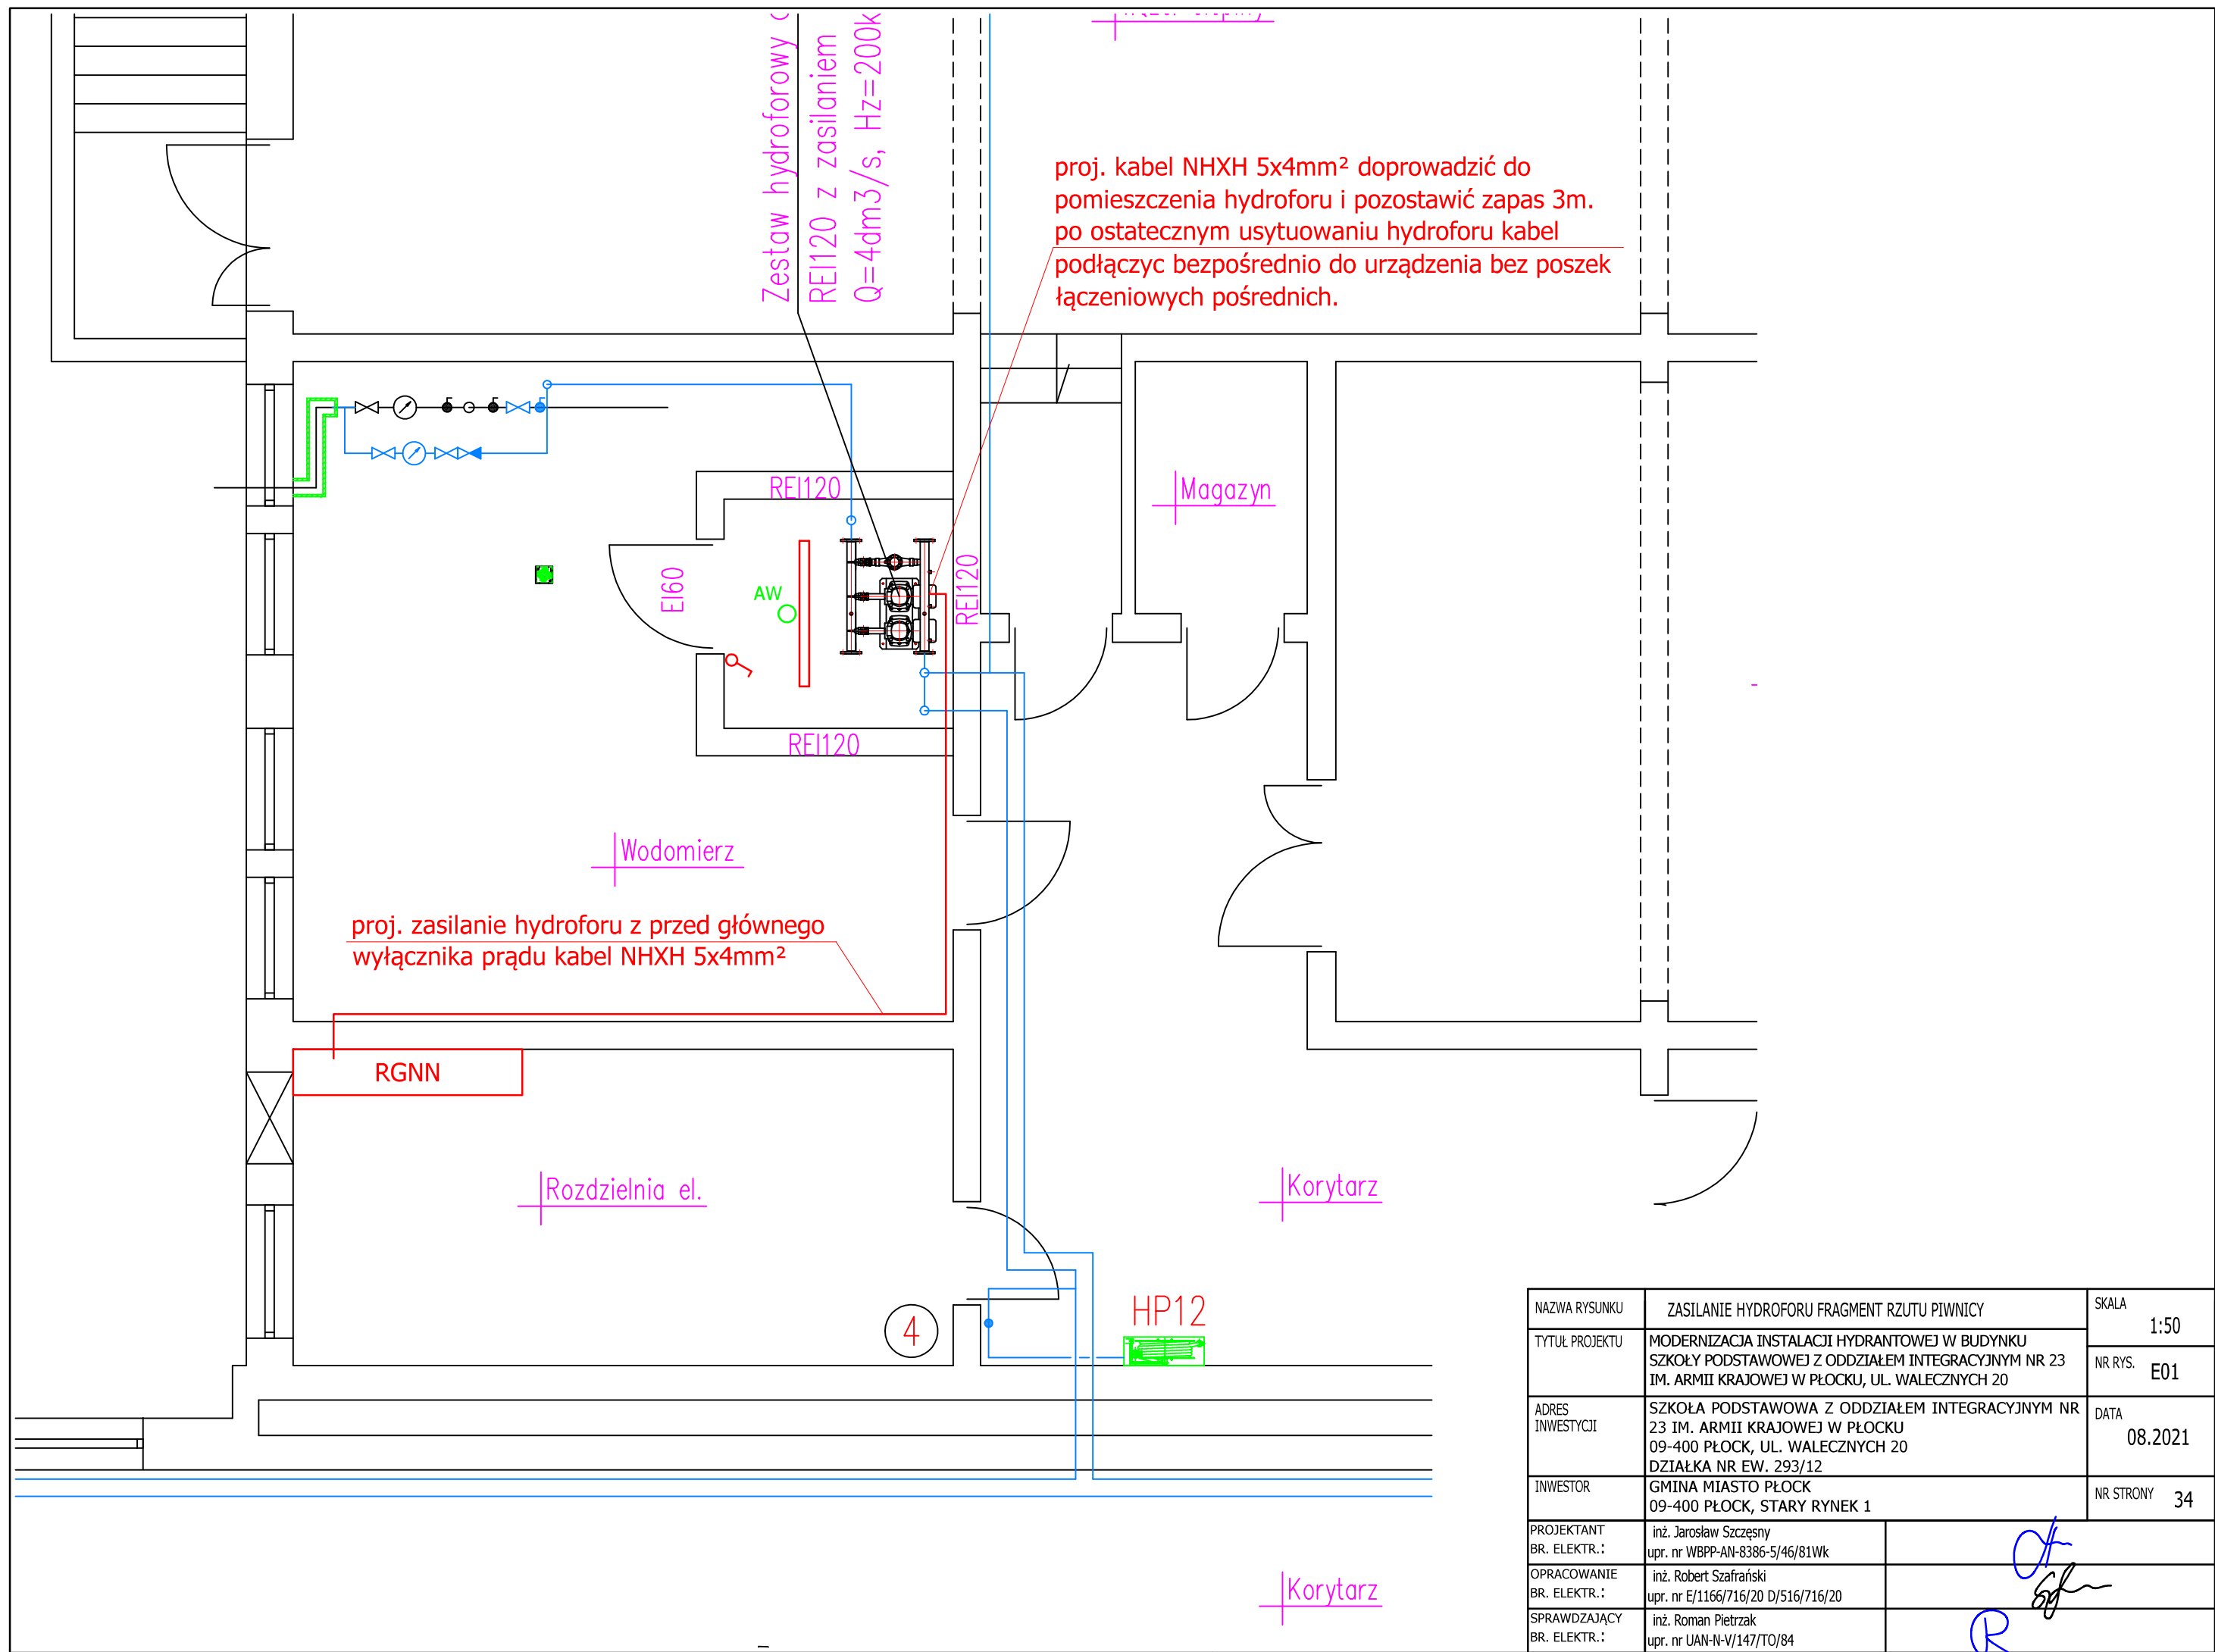 Zestaw hydroforowy
REI120 z zasilaniem
Q=4dm3/s, Hz=200k
proj. kabel NHXH 5x4mm² doprowadzić do
pomieszczenia hydroforu i pozostawić zapas 3m.
po ostatecznym usytuowaniu hydroforu kabel
podłączyc bezpośrednio do urządzenia bez poszek
łączeniowych pośrednich.
REI120
Magazyn
EI60
AW
REI120
REI120
Wodomierz
proj. zasilanie hydroforu z przed głównego
wyłącznika prądu kabel NHXH 5x4mm²
RGNN
Rozdzielnia el.
Korytarz
HP12
4
Korytarz
NAZWA RYSUNKU
ZASILANIE HYDROFORU FRAGMENT RZUTU PIWNICY
SKALA
1:50
TYTUŁ PROJEKTU
MODERNIZACJA INSTALACJI HYDRANTOWEJ W BUDYNKU
SZKOŁY PODSTAWOWEJ Z ODDZIAŁEM INTEGRACYJNYM NR 23
IM. ARMII KRAJOWEJ W PŁOCKU, UL. WALECZNYCH 20
NR RYS. E01
ADRES
INWESTYCJI
SZKOŁA PODSTAWOWA Z ODDZIAŁEM INTEGRACYJNYM NR
23 IM. ARMII KRAJOWEJ W PŁOCKU
09-400 PŁOCK, UL. WALECZNYCH 20
DZIAŁKA NR EW. 293/12
DATA
08.2021
INWESTOR
GMINA MIASTO PŁOCK
09-400 PŁOCK, STARY RYNEK 1
NR STRONY 34
PROJEKTANT
BR. ELEKTR.:
inż. Jarosław Szczęsny
upr. nr WBPP-AN-8386-5/46/81Wk
OPRACOWANIE
BR. ELEKTR.:
inż. Robert Szafrański
upr. nr E/1166/716/20 D/516/716/20
SPRAWDZAJĄCY
BR. ELEKTR.:
inż. Roman Pietrzak
upr. nr UAN-N-V/147/TO/84